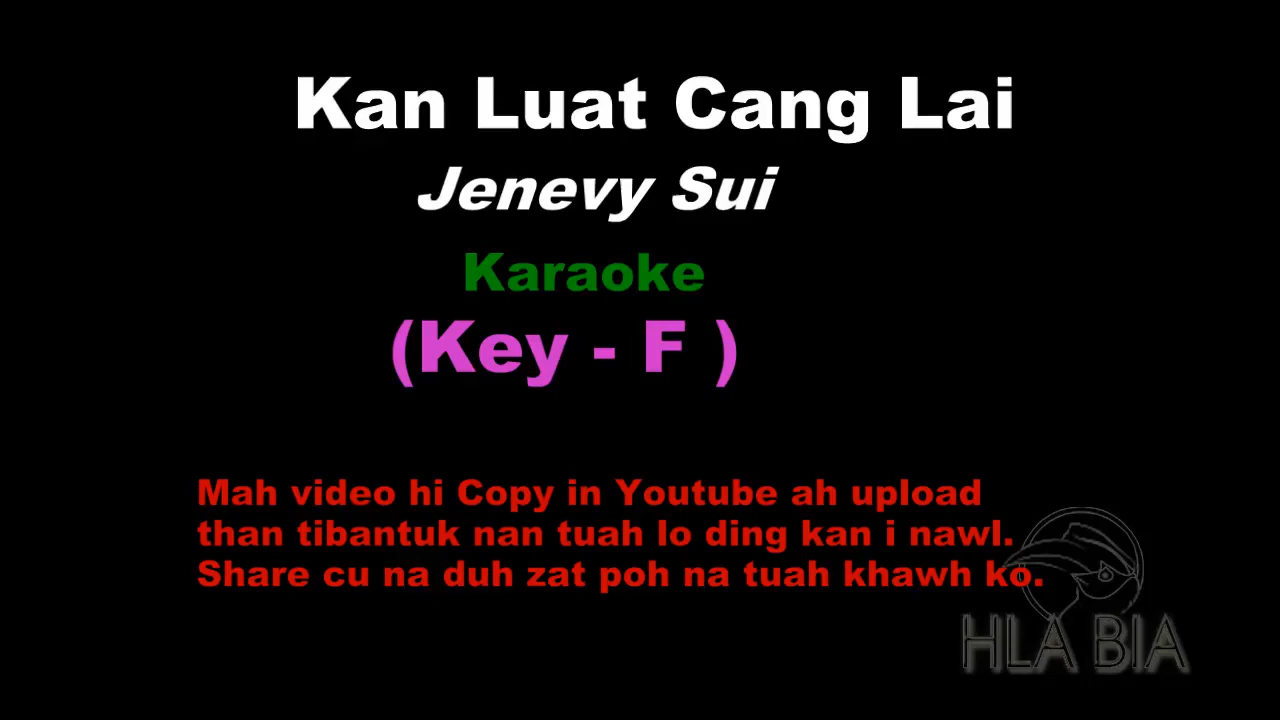 Kan Luat Cang Lai
Jenevy Sui
Karaoke
(Key - F )
Mah video hi Copy in Youtube ah upload
than tibantuk nan tuah lo ding kan i nawl.
Share cu na duh zat poh na tuah khawh ko.
HLA BIA